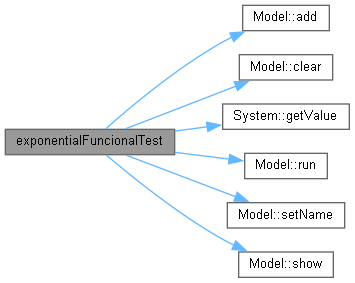 Model::add
Model::clear
System::getValue
exponentialFuncionalTest
Model::run
Model::setName
Model::show